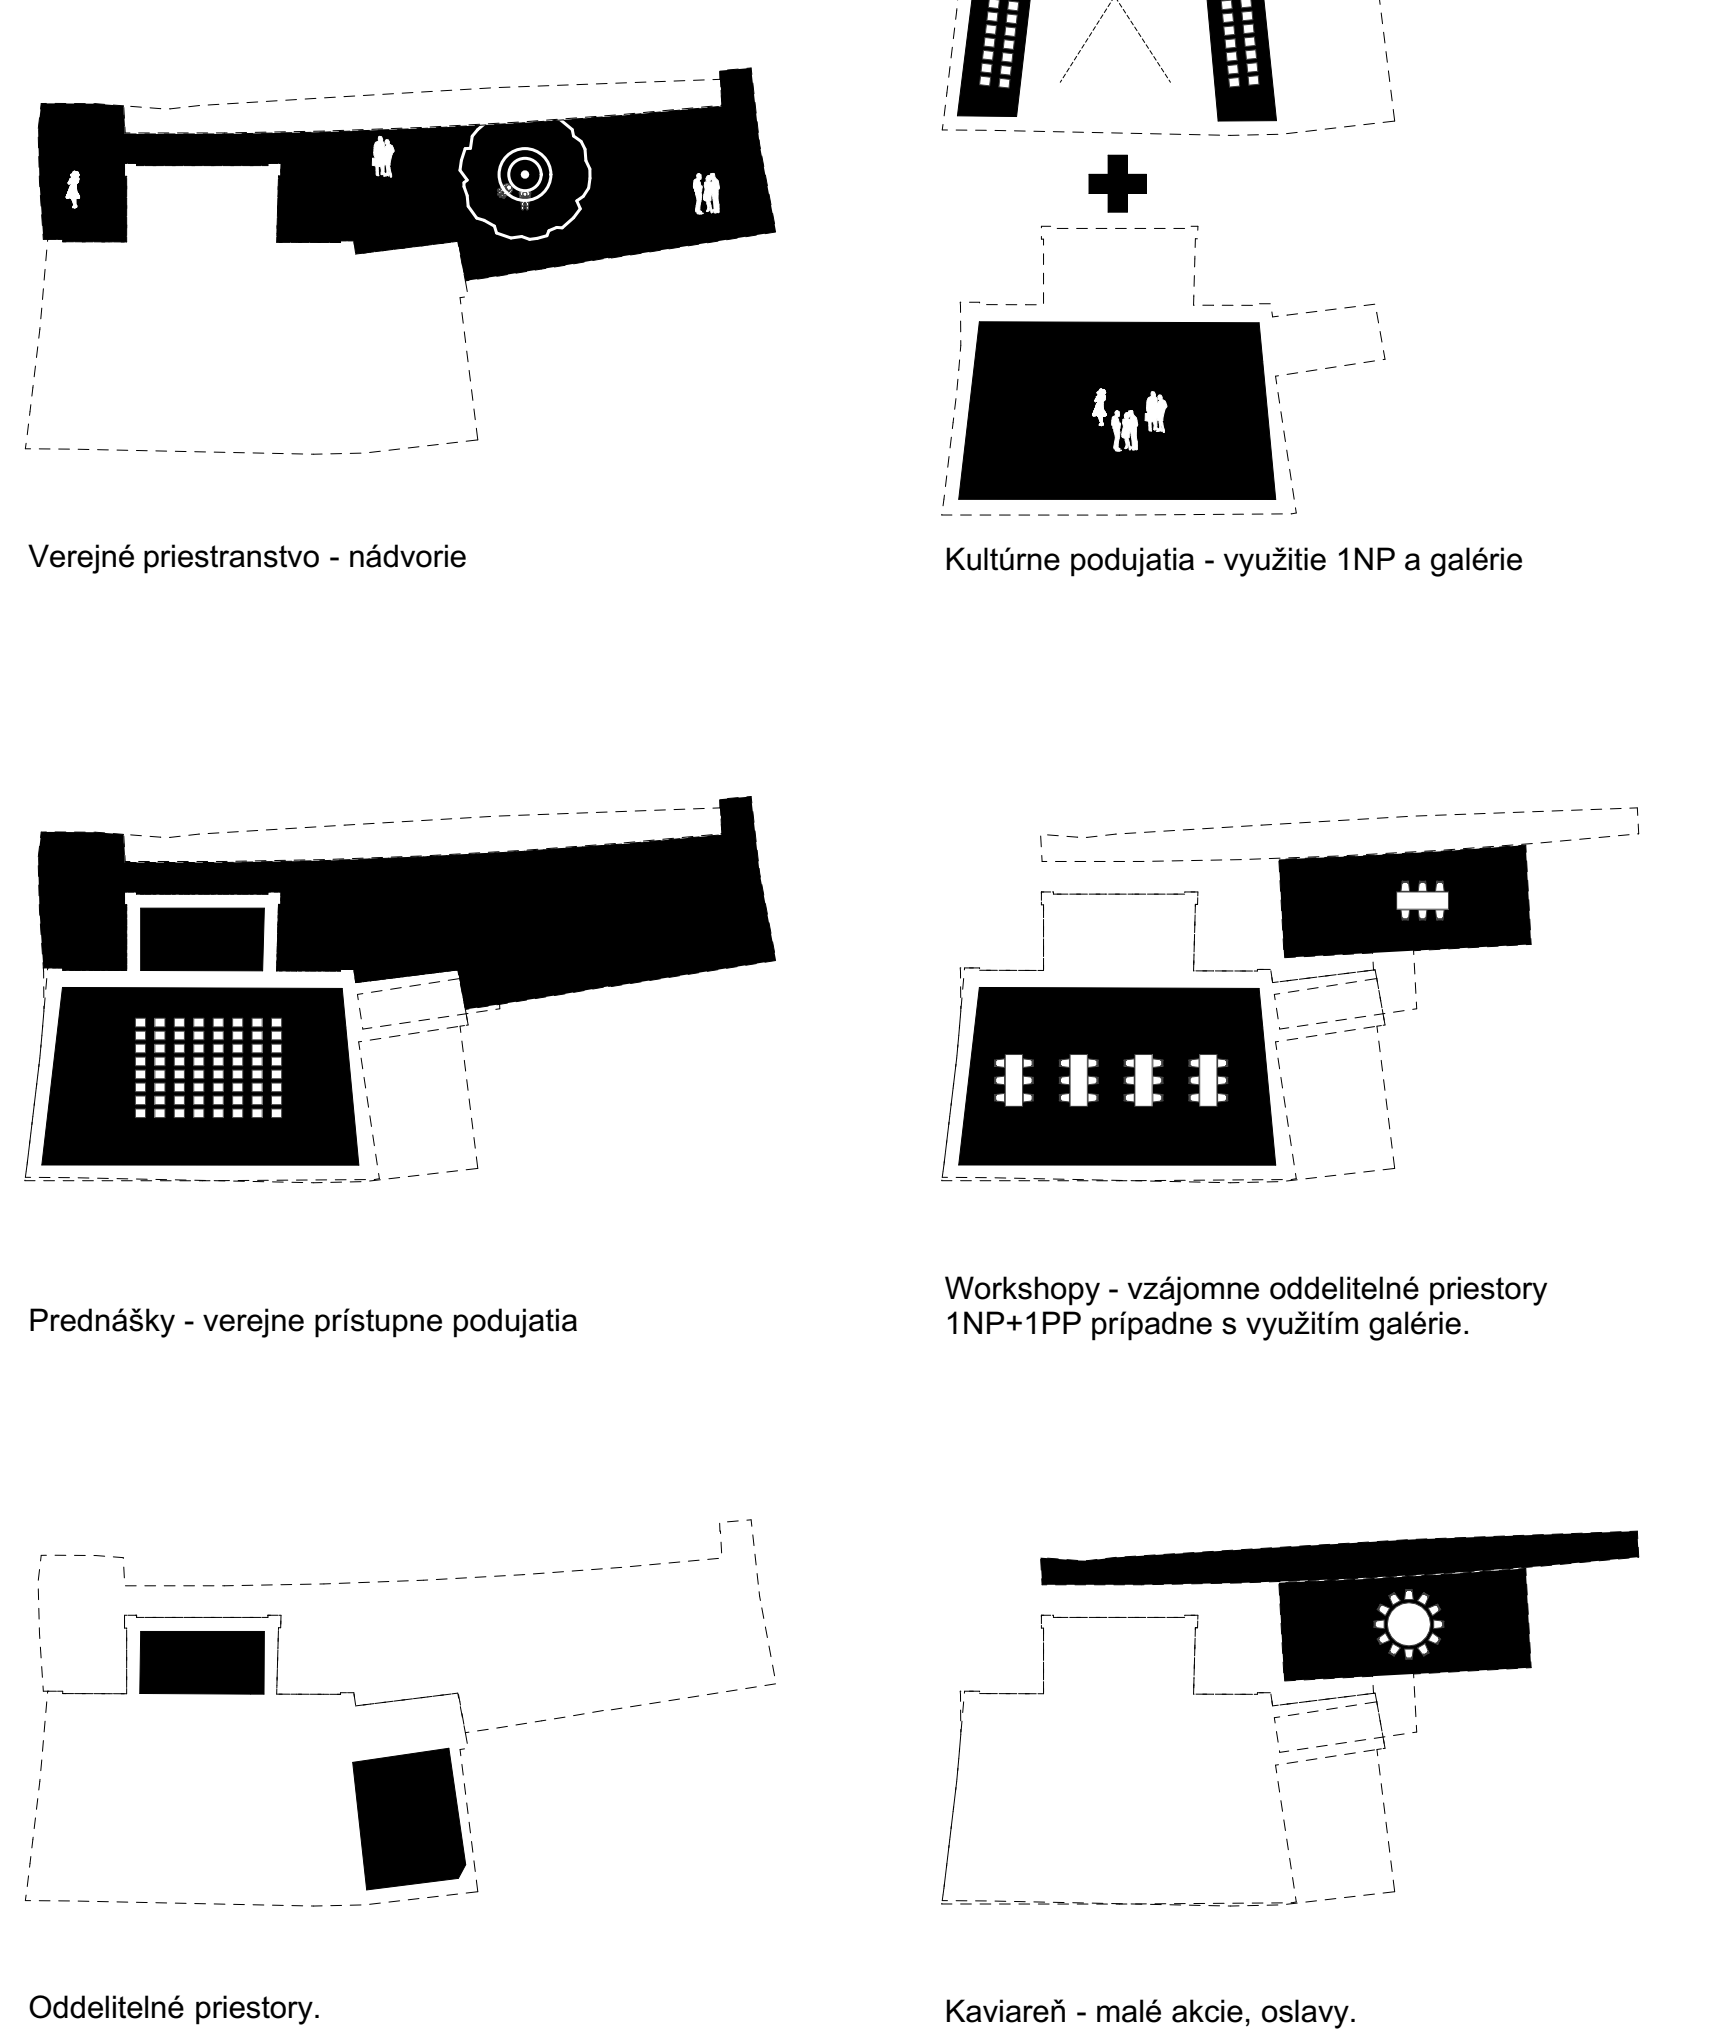 Verejné priestranstvo - nádvorie
Kultúrne podujatia - využitie 1NP a galérie
Prednášky - verejne prístupne podujatia
Workshopy - vzájomne oddelitelné priestory
1NP+1PP prípadne s využitím galérie.
Oddelitelné priestory.
Kaviareň - malé akcie, oslavy.